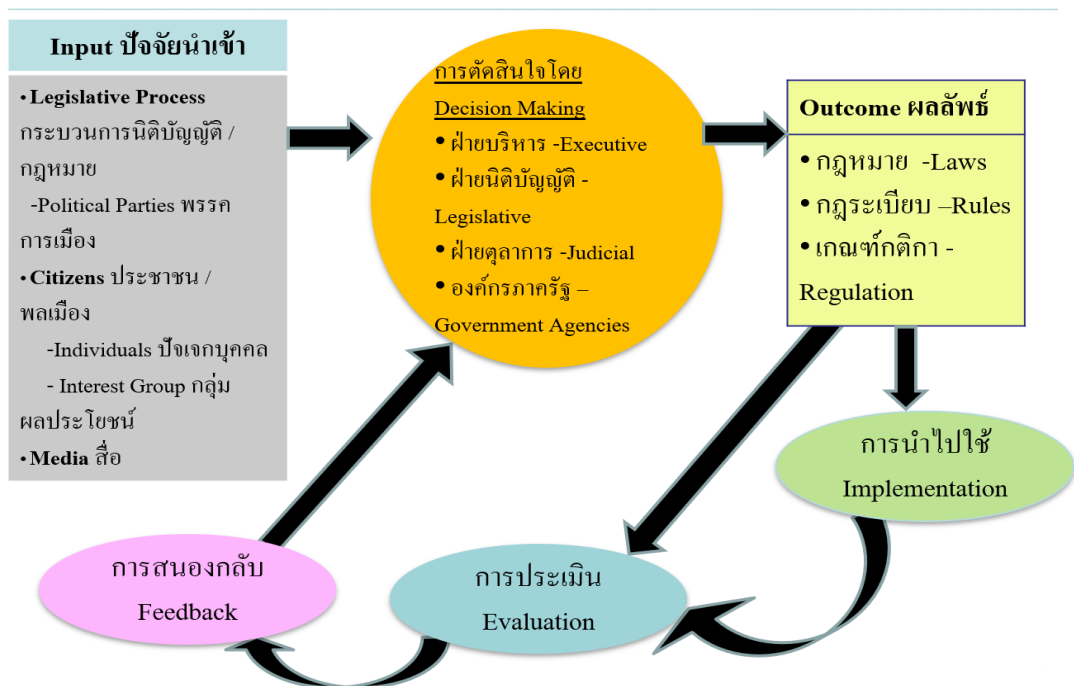 Input ปัจจัยนำเข้า
•Legislative Process
กระบวนการนิติบัญญัติ /
กฎหมาย
-Political Parties พรรค
การเมือง
•Citizens ประชาชน /
พลเมือง
-Individuals ปัจเจกบุคคล
- Interest Group กลุ่ม
ผลประโยชน์
•Media สื่อ
การตัดสินใจโดย
Decision Making
• ฝ่ายบริหาร -Executive
• ฝ่ายนิติบัญญัติ -
Legislative
• ฝ่ายตุลาการ -Judicial
• องค์กรภาครัฐ –
Government Agencies
Outcome ผลลัพธ์
• กฎหมาย -Laws
• กฎระเบียบ –Rules
• เกณฑ์กติกา -
Regulation
การนำไปใช้
Implementation
การประเมิน
Evaluation
การสนองกลับ
Feedback